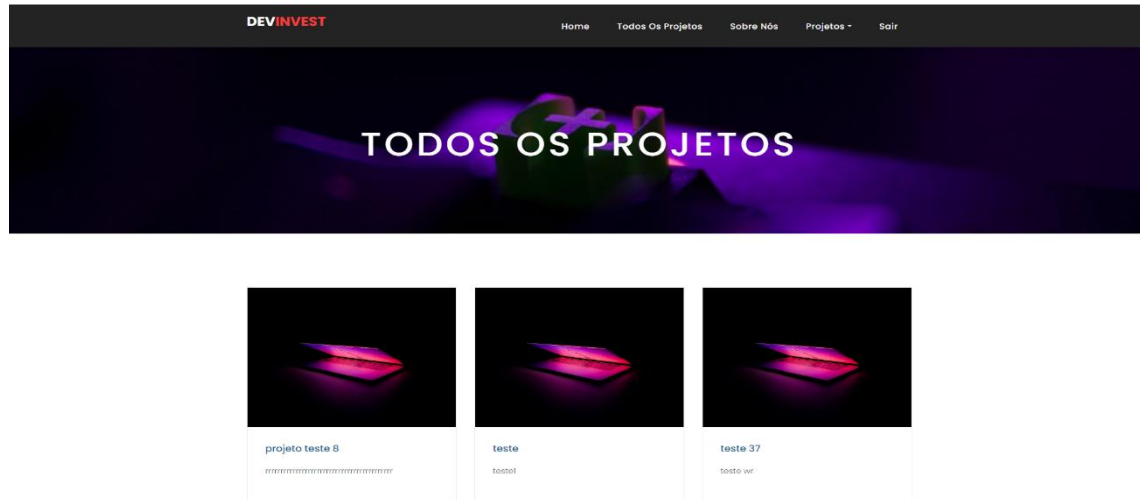 DEVINVEST
Home Todos Os Projetos Sobre Nós Projetos Sair
TODOS OS PROJETOS
projeto teste 8 teste teste 37
teste wr